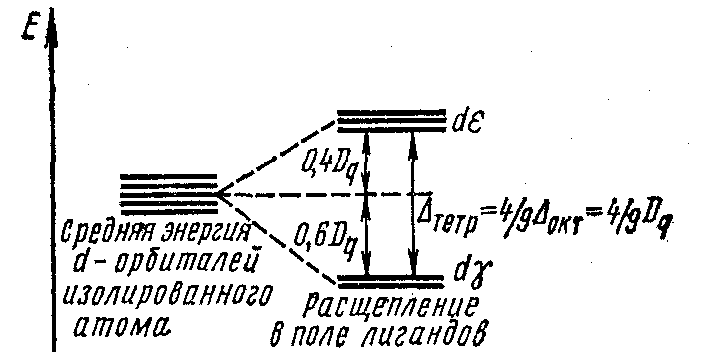 E
dε
0,4Dq
Δтетр=4/9Δокт=4/9Dq
0,6Dq
Средняя энергия
d-орбиталей
изолированного
атома
dγ
Расщепление
в поле лигандов